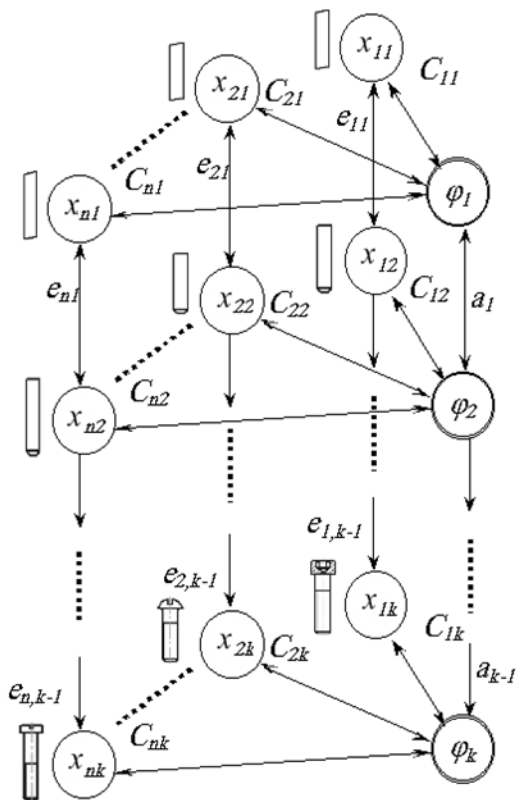 x11
C11
x21
C21
e11
e21
Cn1
xn1
φ1
en1
x12
C12
a1
x22
C22
Cn2
xn2
φ2
e1,k-1
e2,k-1
x1k
C1k
x2k
C2k
ak-1
en,k-1
Cnk
xnk
φk